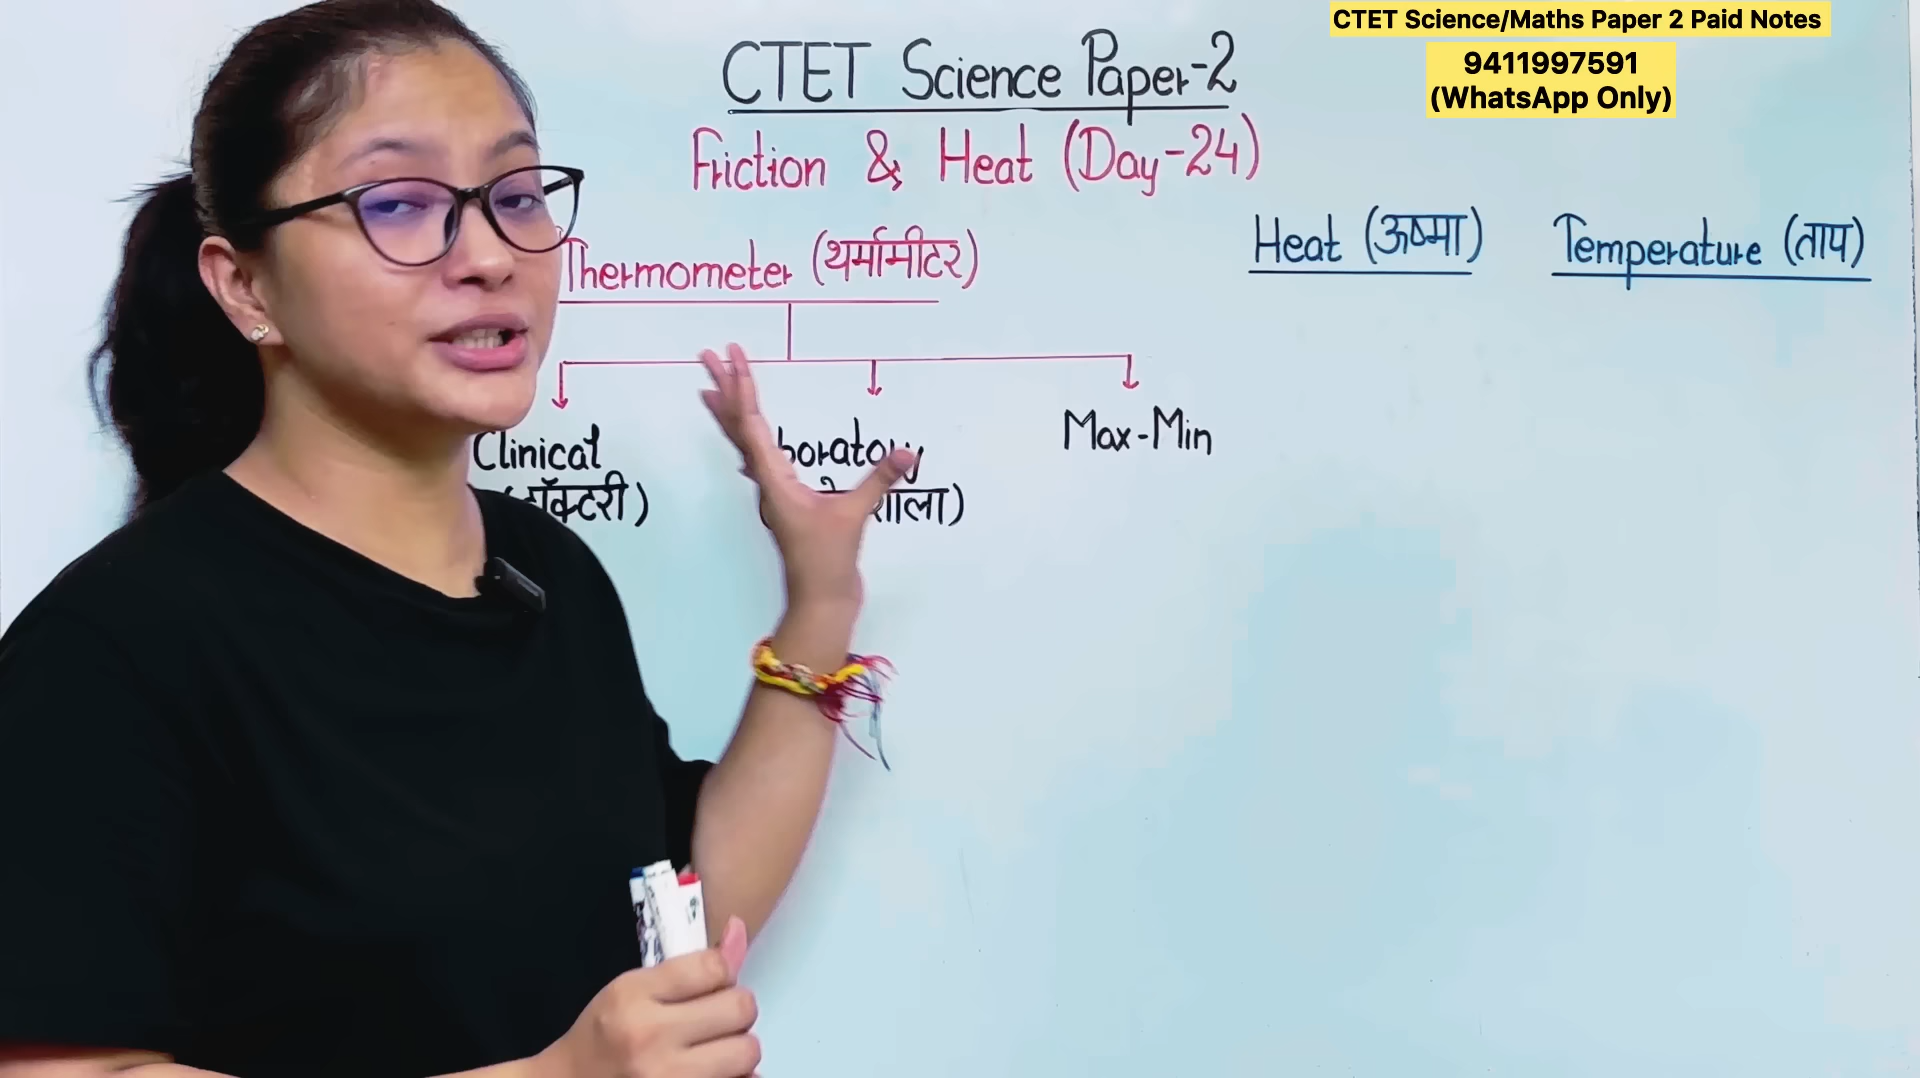 CTET Science/Maths Paper 2 Paid Notes
9411997591
(WhatsApp Only)
CTET Science Paper-2
Friction & Heat (Day-24)
Thermometer (थर्मामीटर)
Clinical
Max-Min
Heat (ऊष्मा)
Temperature (ताप)